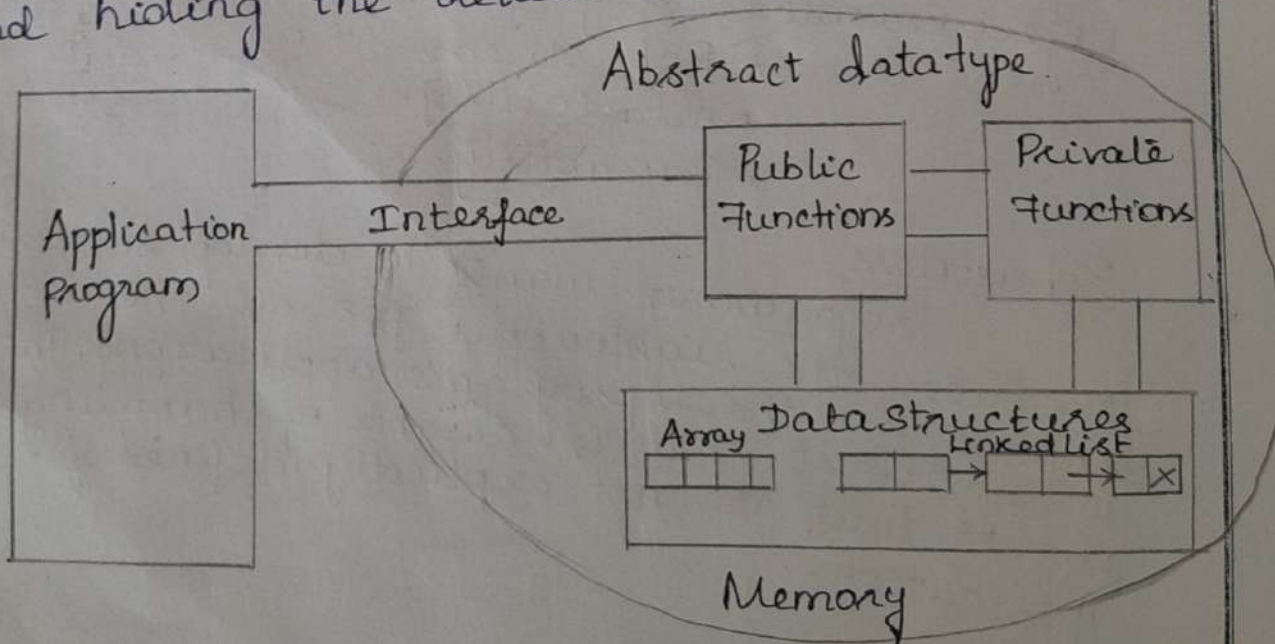 hiding the
Abstract datatype.
Public
Functions
Private
Functions
Interface
Application
program
Data Structures
Array
Linked List
Memory